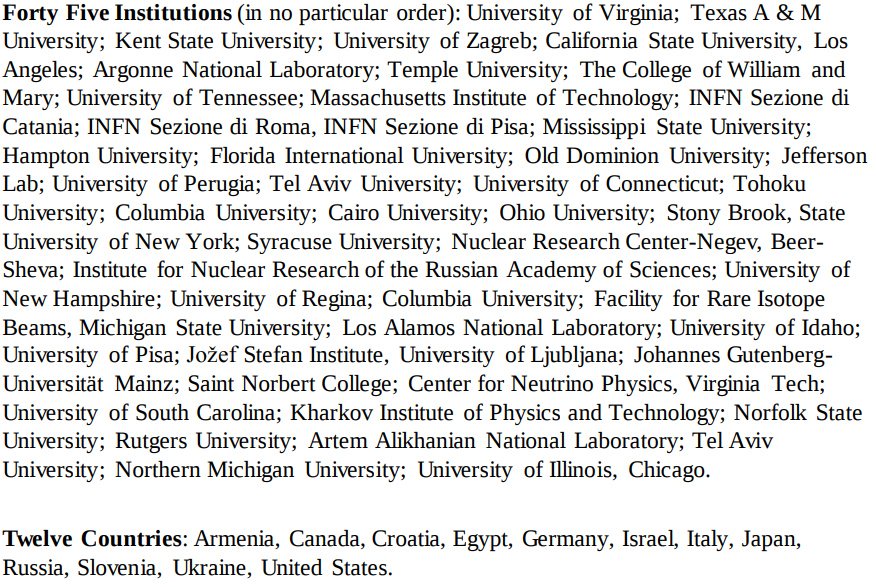 Forty Five Institutions (in no particular order): University of Virginia; Texas A & M
University; Kent State University; University of Zagreb; California State University, Los
Angeles; Argonne National Laboratory; Temple University; The College of William and
Mary; University of Tennessee; Massachusetts Institute of Technology; INFN Sezione di
Catania; INFN Sezione di Roma, INFN Sezione di Pisa; Mississippi State University;
Hampton University; Florida International University; Old Dominion University; Jefferson
Lab; University of Perugia; Tel Aviv University; University of Connecticut; Tohoku
University; Columbia University; Cairo University; Ohio University; Stony Brook, State
University of New York; Syracuse University; Nuclear Research Center-Negev, Beer-
Sheva; Institute for Nuclear Research of the Russian Academy of Sciences; University of
New Hampshire; University of Regina; Columbia University; Facility for Rare Isotope
Beams, Michigan State University; Los Alamos National Laboratory; University of Idaho;
University of Pisa; Jožef Stefan Institute, University of Ljubljana; Johannes Gutenberg-
Universität Mainz; Saint Norbert College; Center for Neutrino Physics, Virginia Tech;
University of South Carolina; Kharkov Institute of Physics and Technology; Norfolk State
University; Rutgers University; Artem Alikhanian National Laboratory; Tel Aviv
University; Northern Michigan University; University of Illinois, Chicago.
Twelve Countries: Armenia, Canada, Croatia, Egypt, Germany, Israel, Italy, Japan,
Russia, Slovenia, Ukraine, United States.